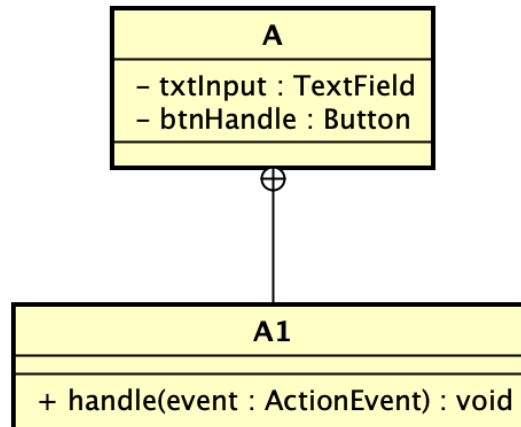 A
- txtInput : TextField
- btnHandle : Button
A1
+ handle(event : ActionEvent) : void